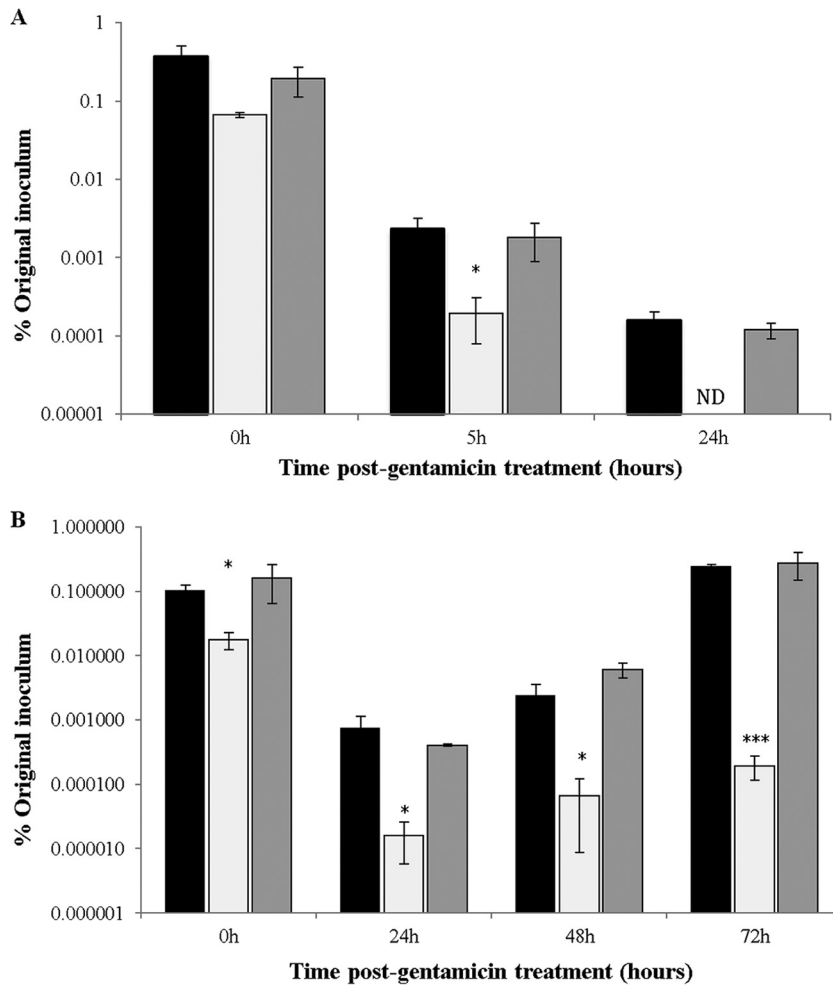 A
1
0.1
0.01
0.001
0.0001
0.00001
% Original inoculum
*
ND
0h 5h 24h
Time post-gentamicin treatment (hours)
B
1.000000
0.100000
0.010000
0.001000
0.000100
0.000010
0.000001
% Original inoculum
* * * ***
0h 24h 48h 72h
Time post-gentamicin treatment (hours)